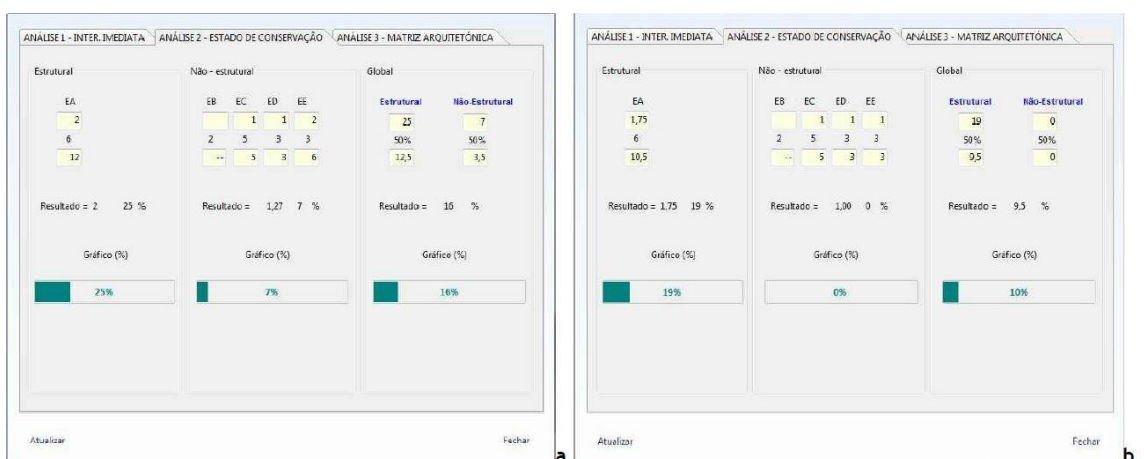 ANÁLISE 1 - INTER. IMEDIATA ANÁLISE 2 - ESTADO DE CONSERVAÇÃO ANÁLISE 3 - MATRIZ ARQUITETÓNICA
Estrutural Não - estrutural Global
EA EB EC ED EE Estrutural Não-Estrutural
2 1 1 2 25 7
6 2 5 3 3 50% 50%
12 -- 5 3 6 12,5 3,5
Resultado = 2 25 % Resultado = 1,27 7 % Resultado = 16 %
Gráfico (%) Gráfico (%) Gráfico (%)
25% 7% 16%
Atualizar Fechar
a
ANÁLISE 1 - INTER. IMEDIATA ANÁLISE 2 - ESTADO DE CONSERVAÇÃO ANÁLISE 3 - MATRIZ ARQUITETÓNICA
Estrutural Não - estrutural Global
EA EB EC ED EE Estrutural Não-Estrutural
1,75 1 1 1 19 0
6 2 5 3 3 50% 50%
10,5 -- 5 3 3 9,5 0
Resultado = 1,75 19 % Resultado = 1,00 0 % Resultado = 9,5 %
Gráfico (%) Gráfico (%) Gráfico (%)
19% 0% 10%
Atualizar Fechar
b